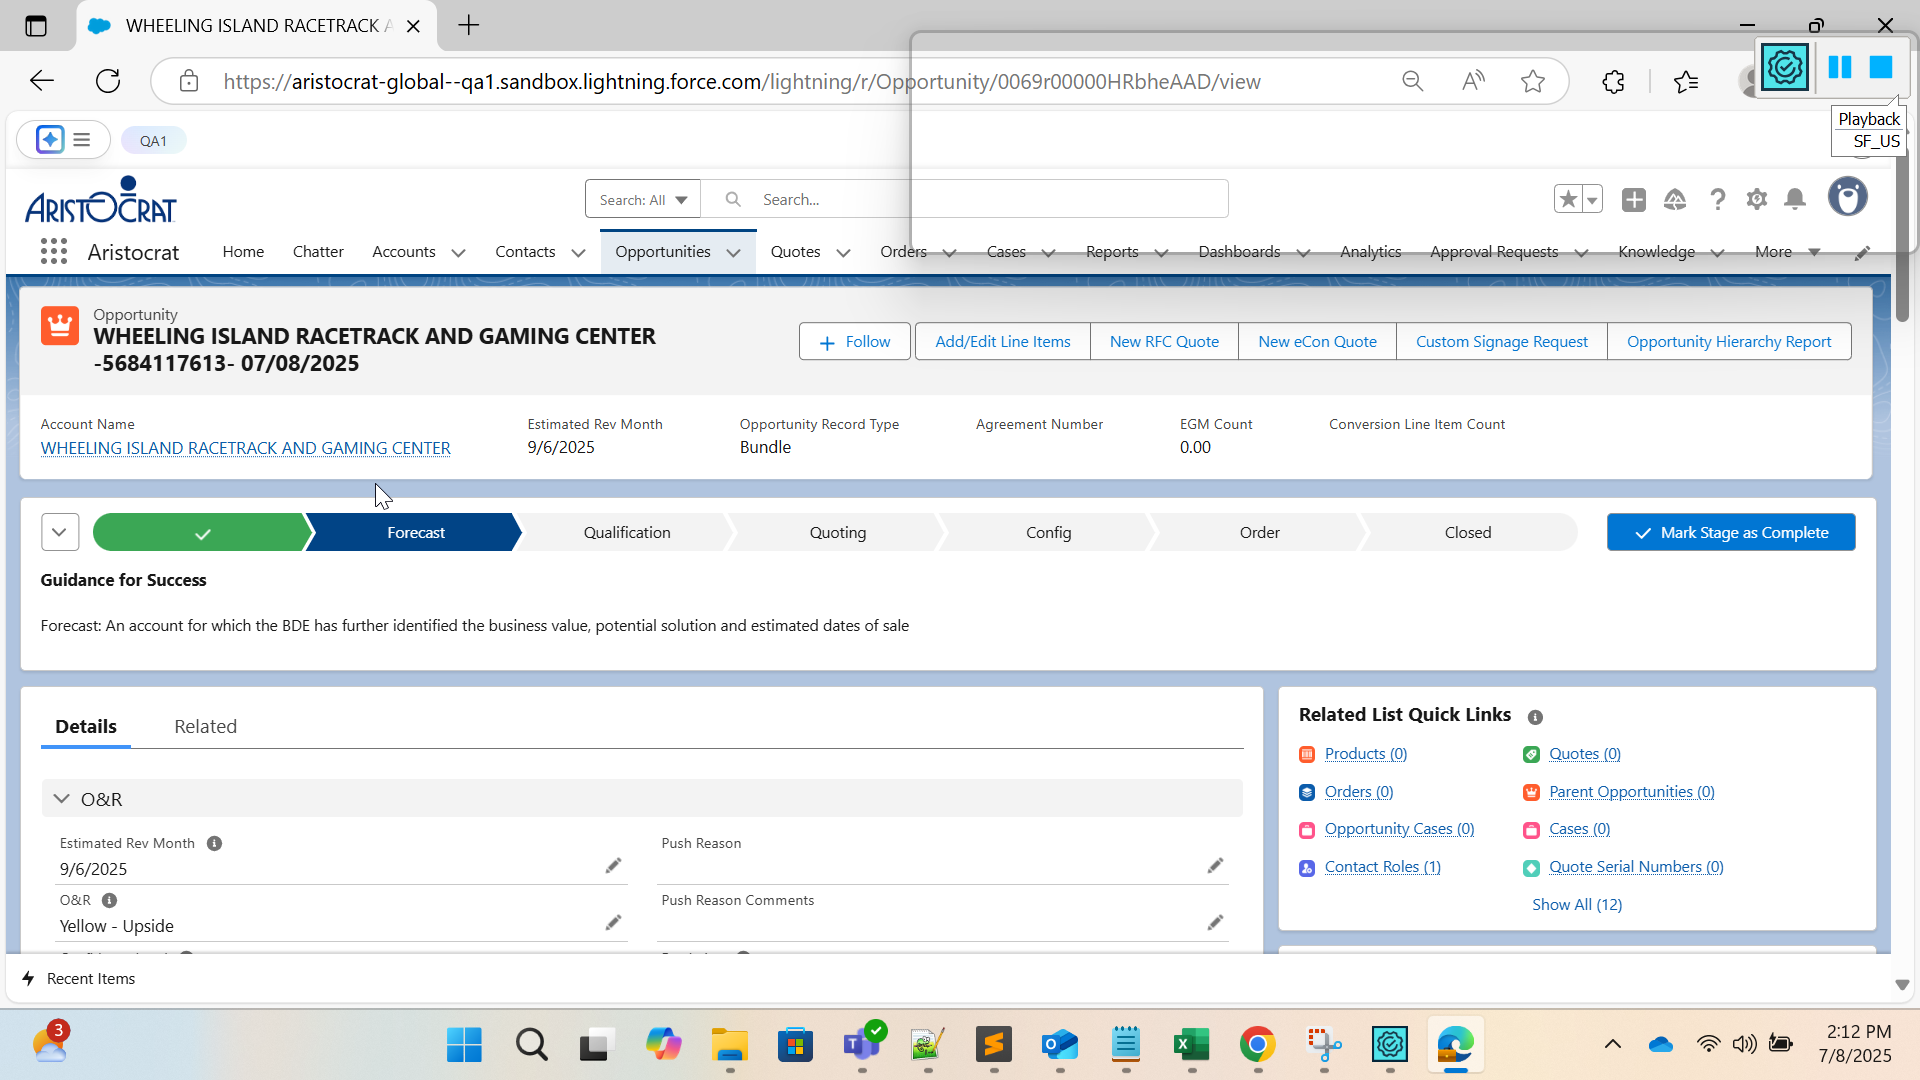 WHEELING ISLAND RACETRACK A
https://aristocrat-global--qa1.sandbox.lightning.force.com/lightning/r/Opportunity/0069r00000HRbheAAD/view
Playback
SF_US
QA1
ARISTOCRAT
Search: All
Search...
Aristocrat
Home
Chatter
Accounts
Contacts
Opportunities
Quotes
Orders
Cases
Reports
Dashboards
Analytics
Approval Requests
Knowledge
More
Opportunity
WHEELING ISLAND RACETRACK AND GAMING CENTER
-5684117613- 07/08/2025
Follow
Add/Edit Line Items
New RFC Quote
New eCon Quote
Custom Signage Request
Opportunity Hierarchy Report
Account Name
WHEELING ISLAND RACETRACK AND GAMING CENTER
Estimated Rev Month
9/6/2025
Opportunity Record Type
Bundle
Agreement Number
EGM Count
0.00
Conversion Line Item Count
Forecast
Qualification
Quoting
Config
Order
Closed
Mark Stage as Complete
Guidance for Success
Forecast: An account for which the BDE has further identified the business value, potential solution and estimated dates of sale
Details
Related
O&R
Estimated Rev Month
9/6/2025
Push Reason
O&R
Yellow - Upside
Push Reason Comments
Related List Quick Links
Products (0)
Quotes (0)
Orders (0)
Parent Opportunities (0)
Opportunity Cases (0)
Cases (0)
Contact Roles (1)
Quote Serial Numbers (0)
Show All (12)
Recent Items
3
2:12 PM
7/8/2025